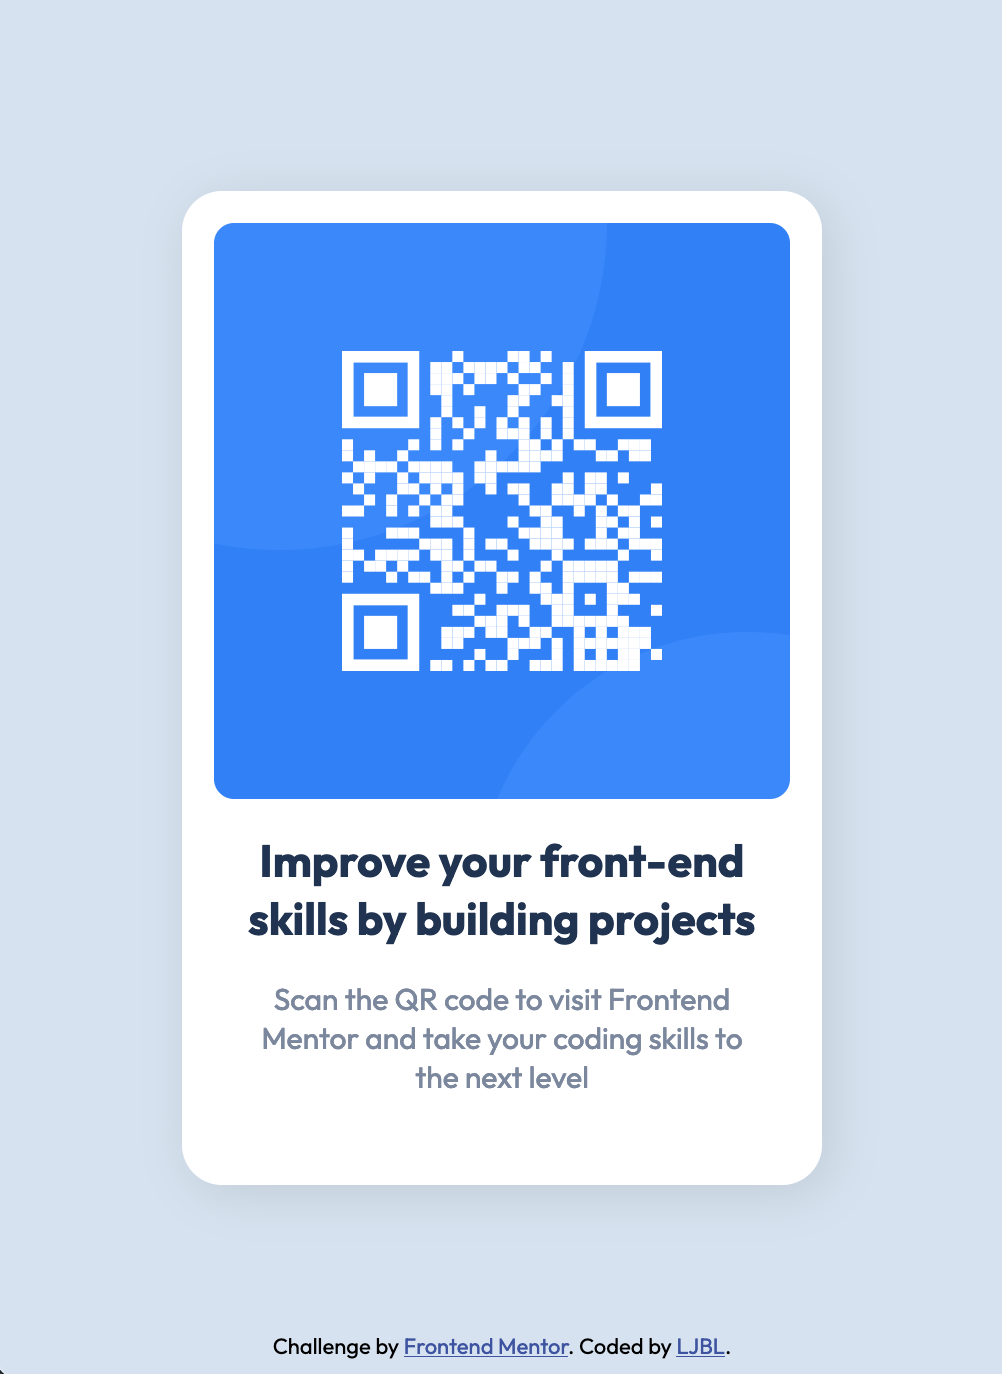 Improve your front-end
skills by building projects
Scan the QR code to visit Frontend
Mentor and take your coding skills to
the next level
Challenge by Frontend Mentor. Coded by LJBL.